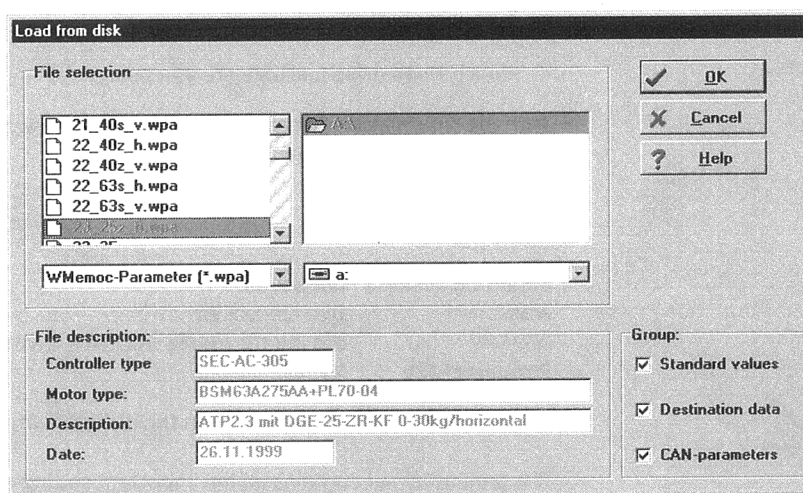 Load from disk
File selection
21_40s_v.wpa
22_40z_h.wpa
22_40z_v.wpa
22_63s_h.wpa
22_63s_v.wpa
23_25z_h.wpa
A:\
WMemoc-Parameter (*.wpa)
a:
OK
Cancel
Help
File description:
Controller type
SEC-AC-305
Motor type:
BSM63A275AA+PL70-04
Description:
ATP2.3 mit DGE-25-ZR-KF 0-30kg/horizontal
Date:
26.11.1999
Group:
Standard values
Destination data
CAN-parameters